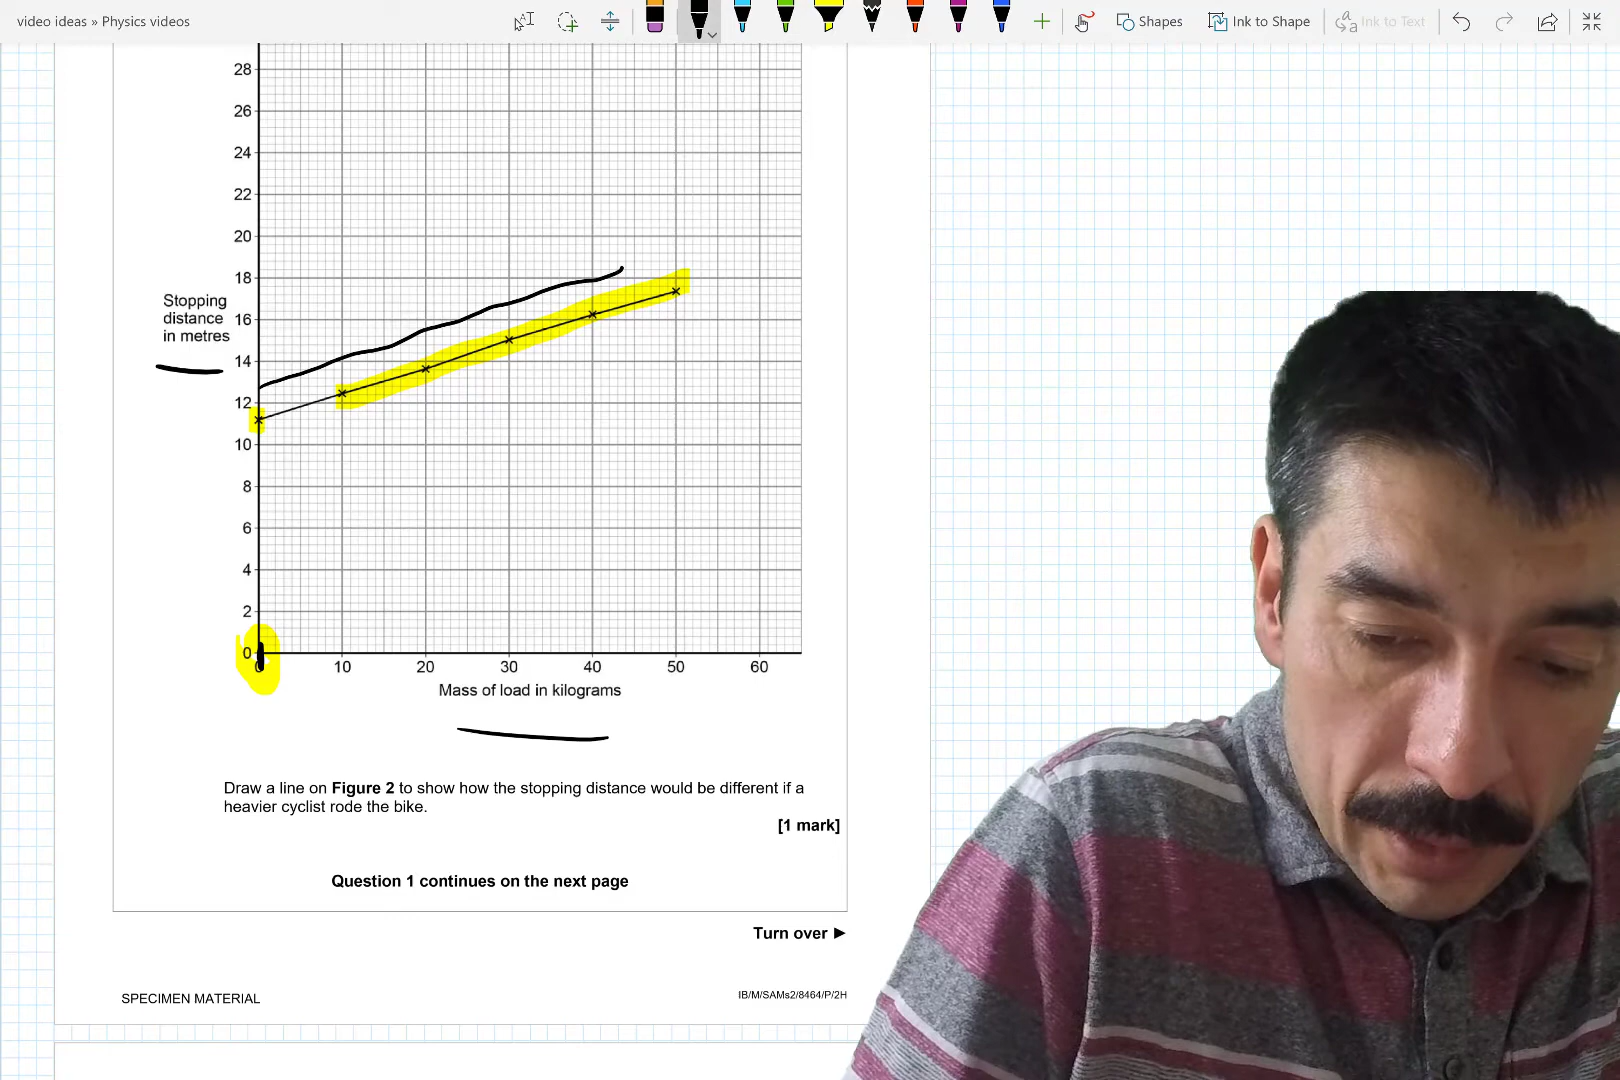 video ideas » Physics videos
Shapes
Ink to Shape
Ink to Text
28
26
24
22
20
18
Stopping
distance
in metres
16
14
12
10
8
6
4
2
0
0 10 20 30 40 50 60
Mass of load in kilograms
Draw a line on Figure 2 to show how the stopping distance would be different if a
heavier cyclist rode the bike.
[1 mark]
Question 1 continues on the next page
Turn over ►
SPECIMEN MATERIAL
IB/M/SAMs2/8464/P/2H